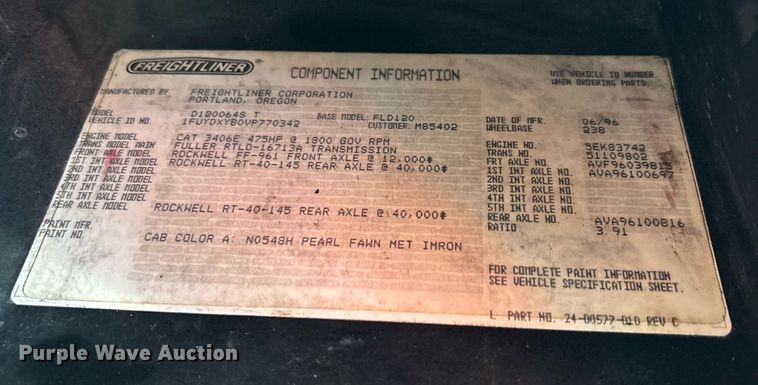 FREIGHTLINER®
COMPONENT INFORMATION
USE VEHICLE ID NUMBER
WHEN ORDERING PARTS.
MANUFACTURED BY FREIGHTLINER CORPORATION
PORTLAND, OREGON
MODEL D120064S T BASE MODEL: FLD120 DATE OF MFR. 06/96
VEHICLE ID NO. 1FUYDXYB0VP770342 CUSTOMER: M85402 WHEELBASE 238
ENGINE MODEL CAT 3406E 475HP @ 1800 GOV RPM ENGINE NO. 5EK83742
TRANS MODEL MAIN FULLER RTLO-16713A TRANSMISSION TRANS NO. 51109802
FRONT AXLE MODEL ROCKWELL FF-961 FRONT AXLE @ 12,000# FRT AXLE NO. AVF96039815
1ST INT AXLE MODEL ROCKWELL RT-40-145 REAR AXLE @ 40,000# 1ST INT AXLE NO. AVA96100697
2ND INT AXLE MODEL 2ND INT AXLE NO.
3RD INT AXLE MODEL 3RD INT AXLE NO.
4TH INT AXLE MODEL 4TH INT AXLE NO.
5TH INT AXLE MODEL 5TH INT AXLE NO.
REAR AXLE MODEL ROCKWELL RT-40-145 REAR AXLE @ 40,000# REAR AXLE NO. AVA96100816
RATIO 3.91
PAINT MFR.
PAINT NO. CAB COLOR A: N0548H PEARL FAWN MET IMRON
FOR COMPLETE PAINT INFORMATION
SEE VEHICLE SPECIFICATION SHEET.
L PART NO. 24-00577-010 REV C
Purple Wave Auction